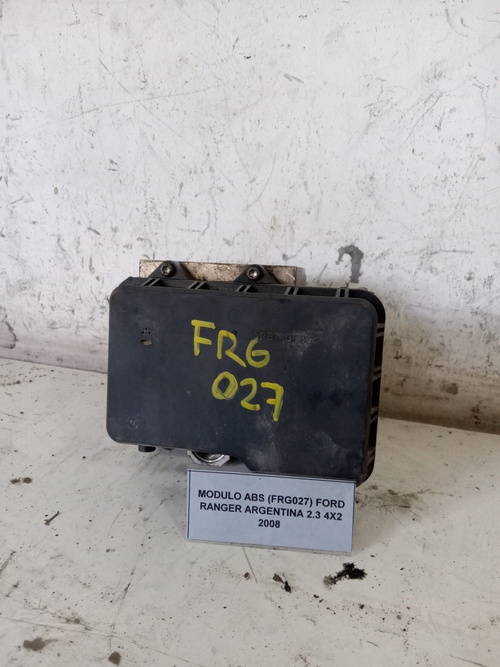 FRG
027
MODULO ABS (FRG027) FORD
RANGER ARGENTINA 2.3 4X2
2008